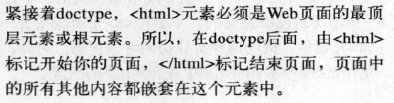 紧接着doctype，<html>元素必须是Web页面的最顶
层元素或根元素。所以，在doctype后面，由<html>
标记开始你的页面，</html>标记结束页面，页面中
的所有其他内容都嵌套在这个元素中。